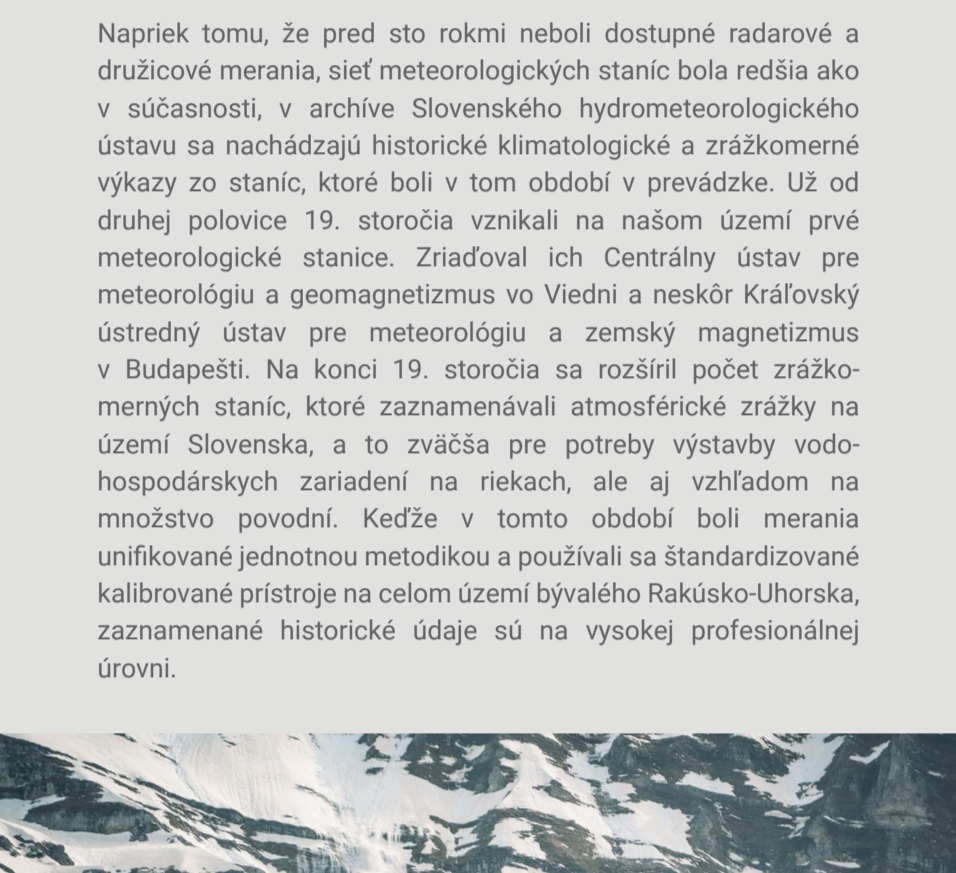 Napriek tomu, že pred sto rokmi neboli dostupné radarové a
družicové merania, sieť meteorologických staníc bola redšia ako
v súčasnosti, v archíve Slovenského hydrometeorologického
ústavu sa nachádzajú historické klimatologické a zrážkomerné
výkazy zo staníc, ktoré boli v tom období v prevádzke. Už od
druhej polovice 19. storočia vznikali na našom území prvé
meteorologické stanice. Zriaďoval ich Centrálny ústav pre
meteorológiu a geomagnetizmus vo Viedni a neskôr Kráľovský
ústredný ústav pre meteorológiu a zemský magnetizmus
v Budapešti. Na konci 19. storočia sa rozšíril počet zrážko-
merných staníc, ktoré zaznamenávali atmosférické zrážky na
území Slovenska, a to zväčša pre potreby výstavby vodo-
hospodárskych zariadení na riekach, ale aj vzhľadom na
množstvo povodní. Keďže v tomto období boli merania
unifikované jednotnou metodikou a používali sa štandardizované
kalibrované prístroje na celom území bývalého Rakúsko-Uhorska,
zaznamenané historické údaje sú na vysokej profesionálnej
úrovni.